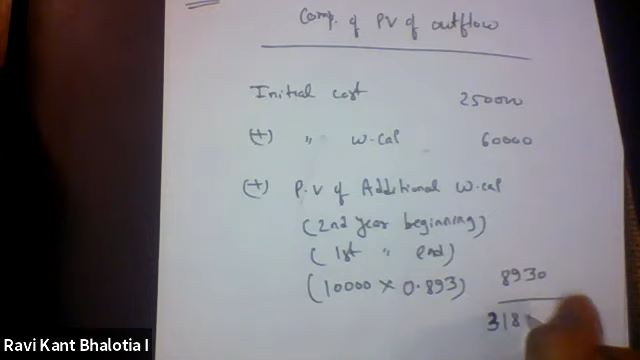 Comp. of PV of outflow
Initial cost 250000
(+) " W-Cal 60000
(+) P.V of Additional W.cal
(2nd year beginning)
(1st " end)
(10000 × 0.893) 8930
318
Ravi Kant Bhalotia I